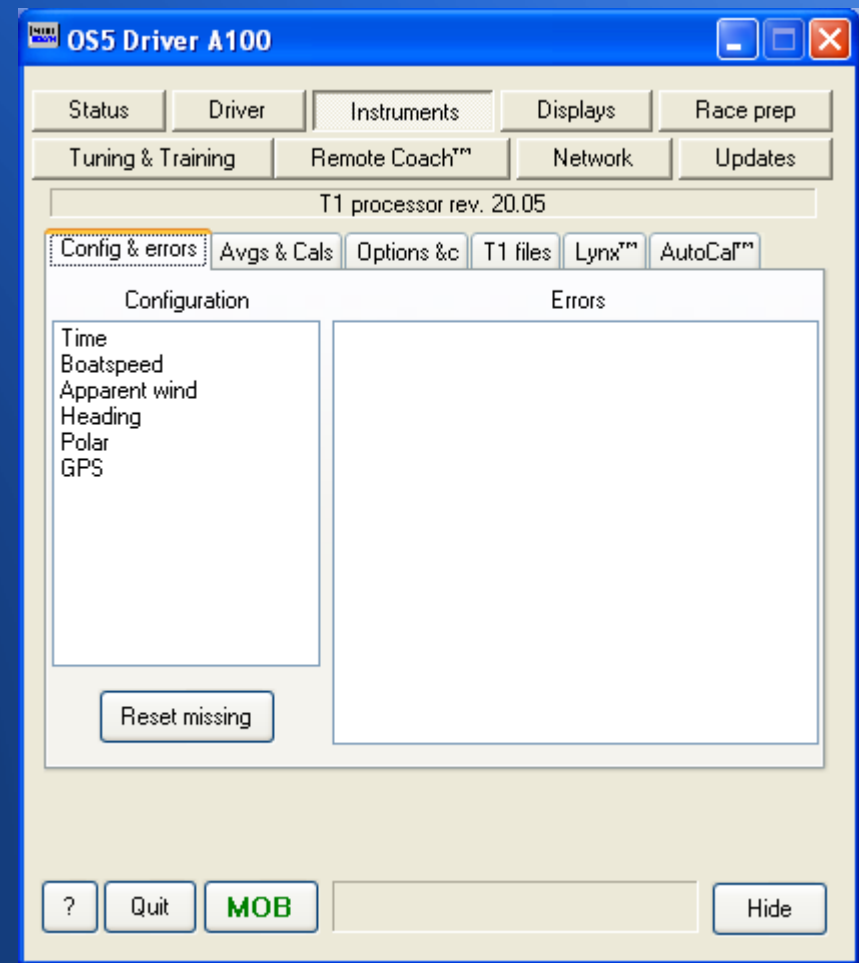 OS5 Driver A100
Status Driver Instruments Displays Race prep
Tuning & Training Remote Coach™ Network Updates
T1 processor rev. 20.05
Config & errors Avgs & Cals Options &c T1 files Lynx™ AutoCal™
Configuration Errors
Time
Boatspeed
Apparent wind
Heading
Polar
GPS
Reset missing
? Quit MOB Hide